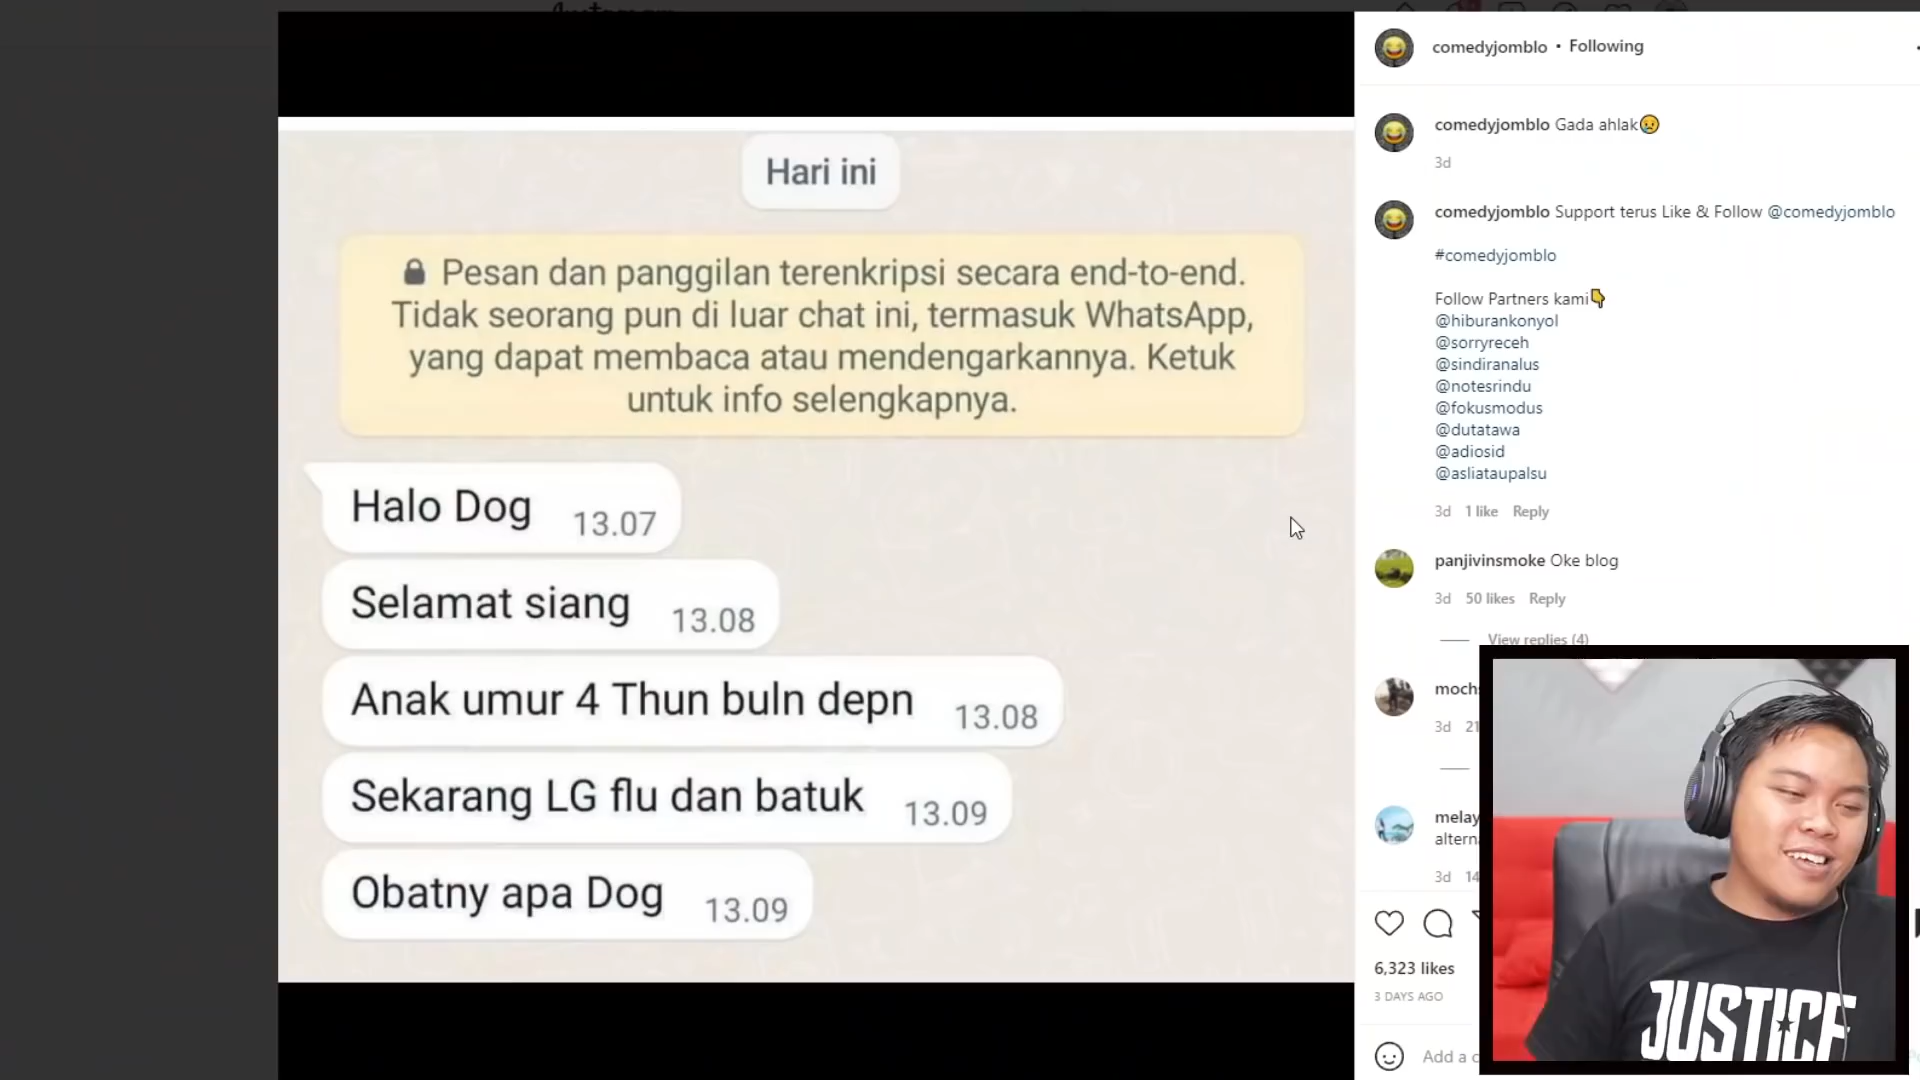 comedyjomblo • Following
Hari ini
Pesan dan panggilan terenkripsi secara end-to-end.
Tidak seorang pun di luar chat ini, termasuk WhatsApp,
yang dapat membaca atau mendengarkannya. Ketuk
untuk info selengkapnya.
Halo Dog 13.07
Selamat siang 13.08
Anak umur 4 Thun buln depn 13.08
Sekarang LG flu dan batuk 13.09
Obatny apa Dog 13.09
comedyjomblo Gada ahlak😢
3d
comedyjomblo Support terus Like & Follow @comedyjomblo
#comedyjomblo
Follow Partners kami👇
@hiburankonyol
@sorryreceh
@sindiranalus
@notesrindu
@fokusmodus
@dutatawa
@adiosid
@asliataupalsu
3d 1 like Reply
panjivinsmoke Oke blog
3d 50 likes Reply
View replies (4)
3d
3d
6,323 likes
3 DAYS AGO
Add a
JUSTICE